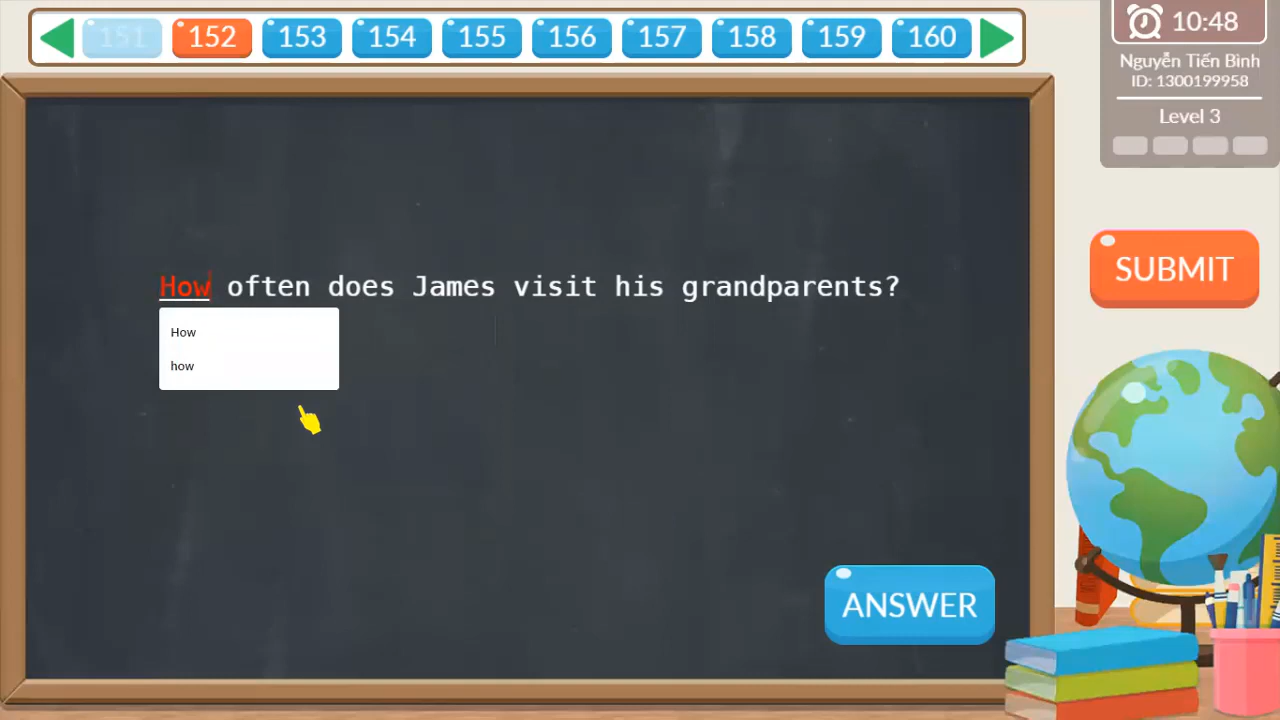 151 152 153 154 155 156 157 158 159 160
10:48
Nguyễn Tiến Bình
ID: 1300199958
Level 3
SUBMIT
How often does James visit his grandparents?
How
how
ANSWER